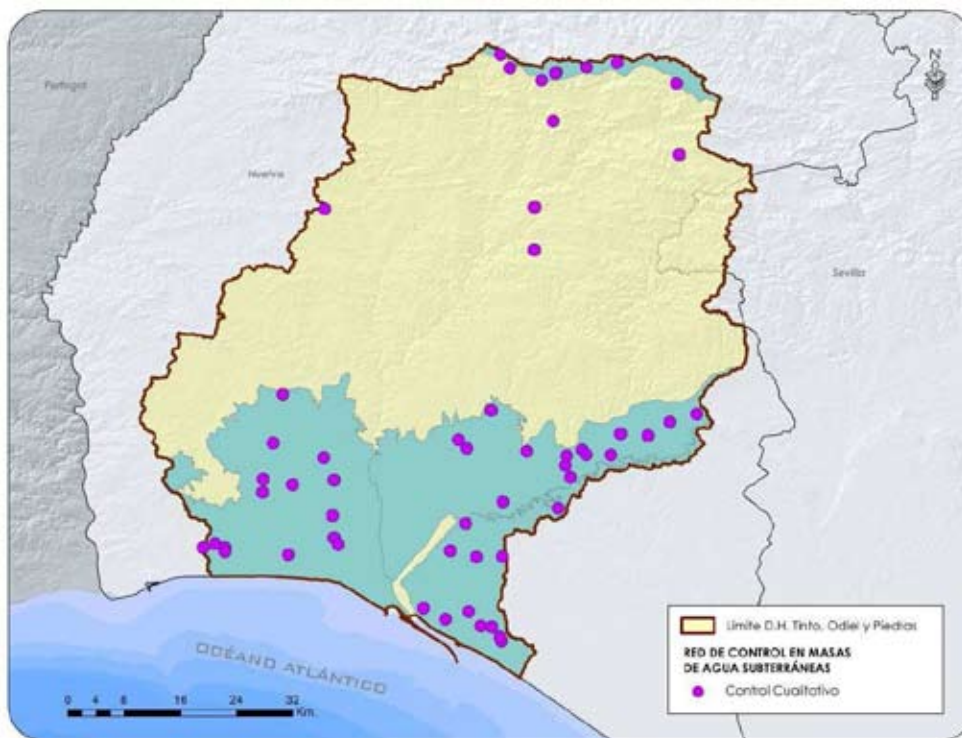 Portugal
Huelva
Sevilla
N
OCÉANO ATLÁNTICO
0 4 8 16 24 32
Km.
Límite D.H. Tinto, Odiel y Piedras
RED DE CONTROL EN MASAS
DE AGUA SUBTERRÁNEAS
Control Cualitativo